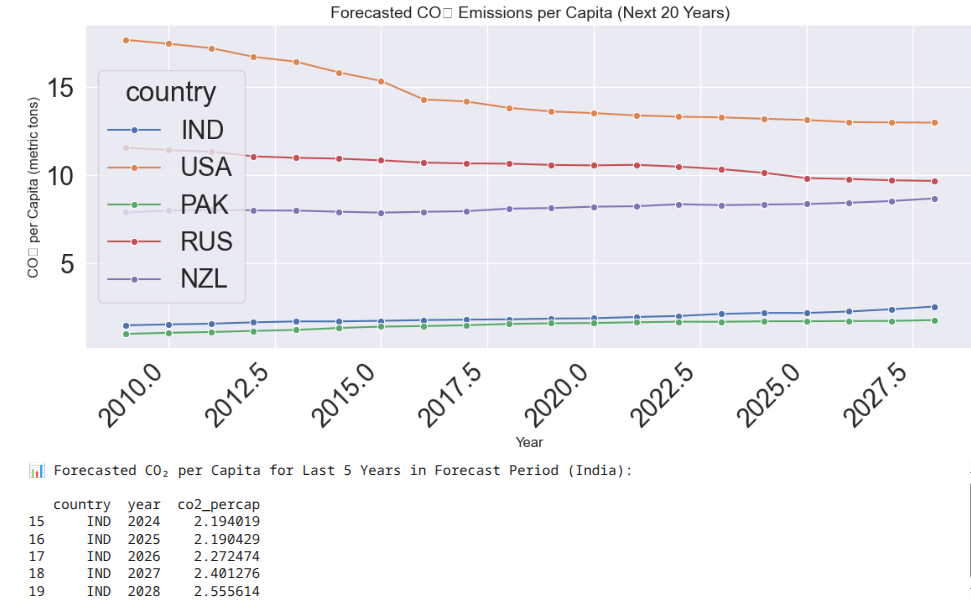 Forecasted CO□ Emissions per Capita (Next 20 Years)
CO□ per Capita (metric tons)
15
10
5
country
IND
USA
PAK
RUS
NZL
2010.0 2012.5 2015.0 2017.5 2020.0 2022.5 2025.0 2027.5
Year
📊 Forecasted CO₂ per Capita for Last 5 Years in Forecast Period (India):
country year co2_percap
15 IND 2024 2.194019
16 IND 2025 2.190429
17 IND 2026 2.272474
18 IND 2027 2.401276
19 IND 2028 2.555614